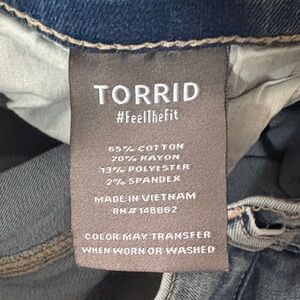 TORRID
#FeelTheFit
65% COTTON
20% RAYON
13% POLYESTER
2% SPANDEX
MADE IN VIETNAM
RN# 148862
COLOR MAY TRANSFER
WHEN WORN OR WASHED